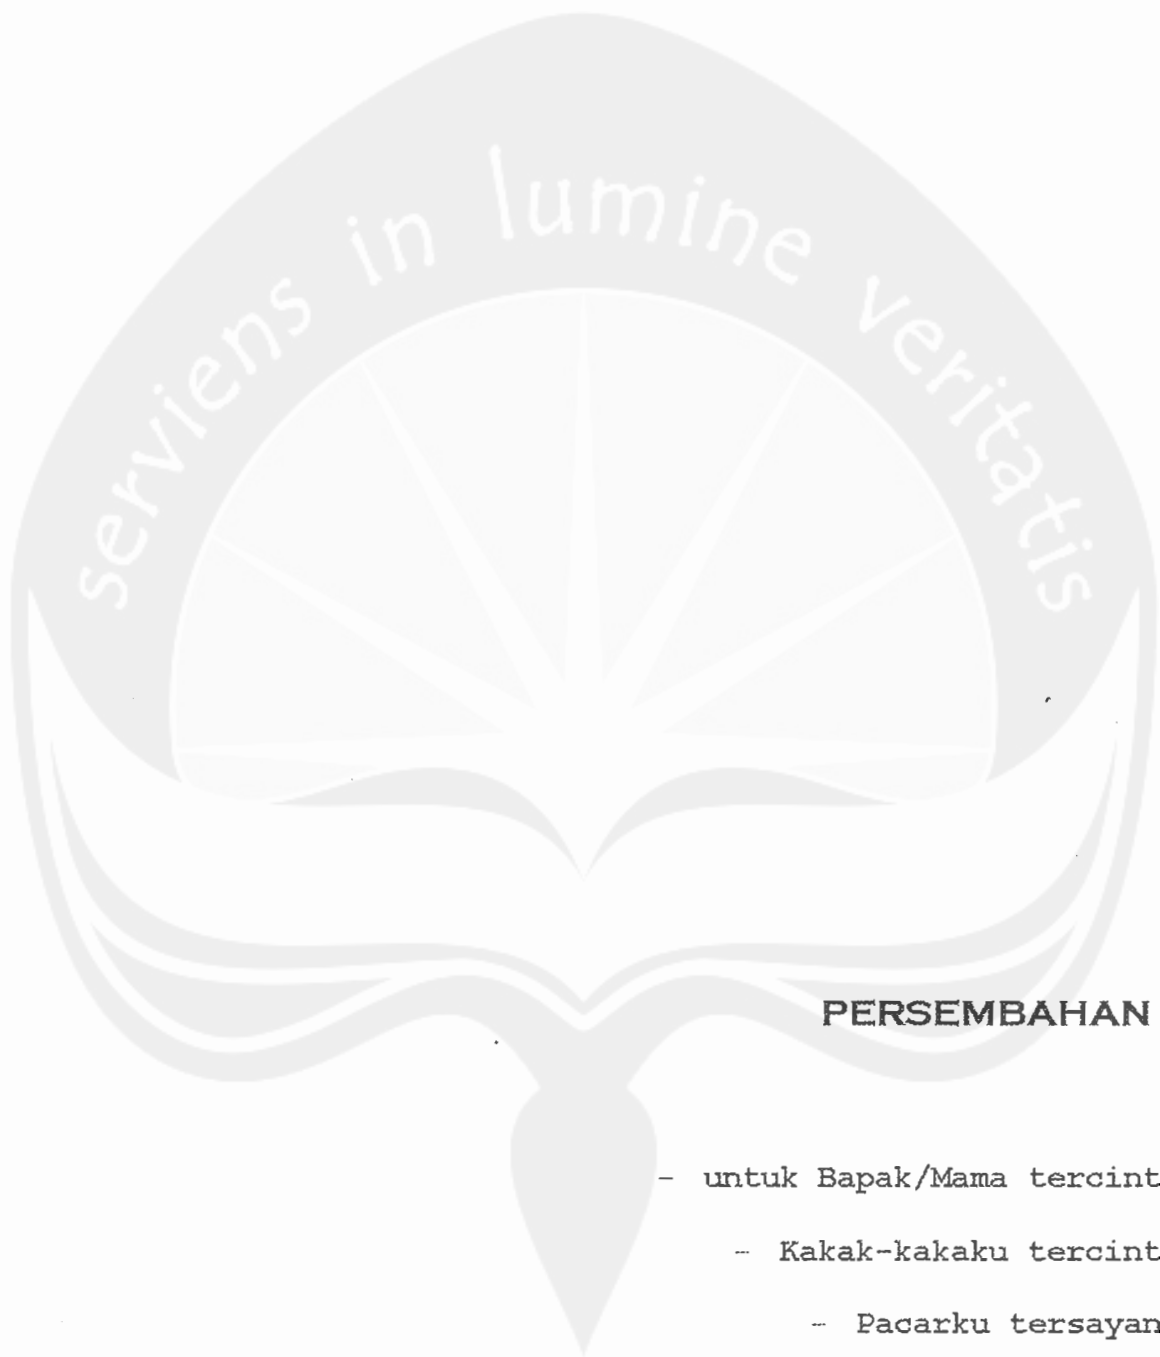 serviens in lumine veritatis
PERSEMBAHAN
- untuk Bapak/Mama tercint
- Kakak-kakaku tercint
- Pacarku tersayan